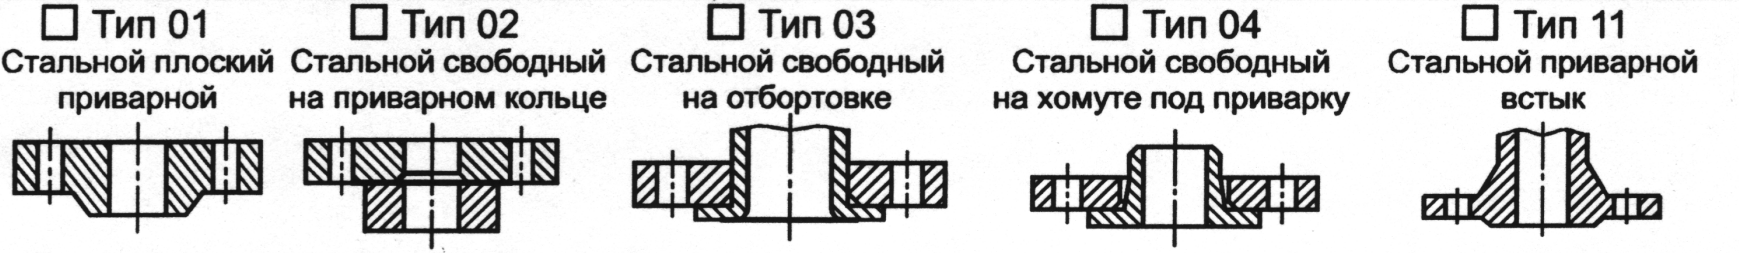 Тип 01
Стальной плоский
приварной
Тип 02
Стальной свободный
на приварном кольце
Тип 03
Стальной свободный
на отбортовке
Тип 04
Стальной свободный
на хомуте под приварку
Тип 11
Стальной приварной
встык